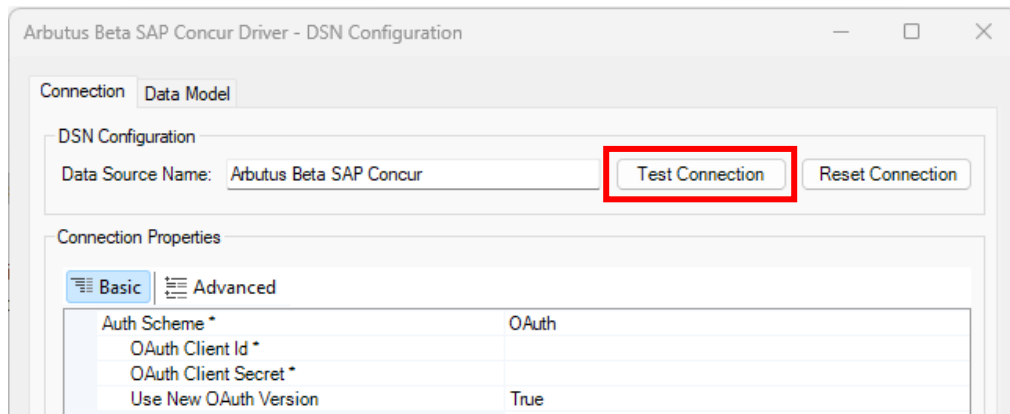 Arbutus Beta SAP Concur Driver - DSN Configuration
Connection Data Model
DSN Configuration
Data Source Name: Arbutus Beta SAP Concur Test Connection Reset Connection
Connection Properties
Basic Advanced
Auth Scheme * OAuth
OAuth Client Id *
OAuth Client Secret *
Use New OAuth Version True